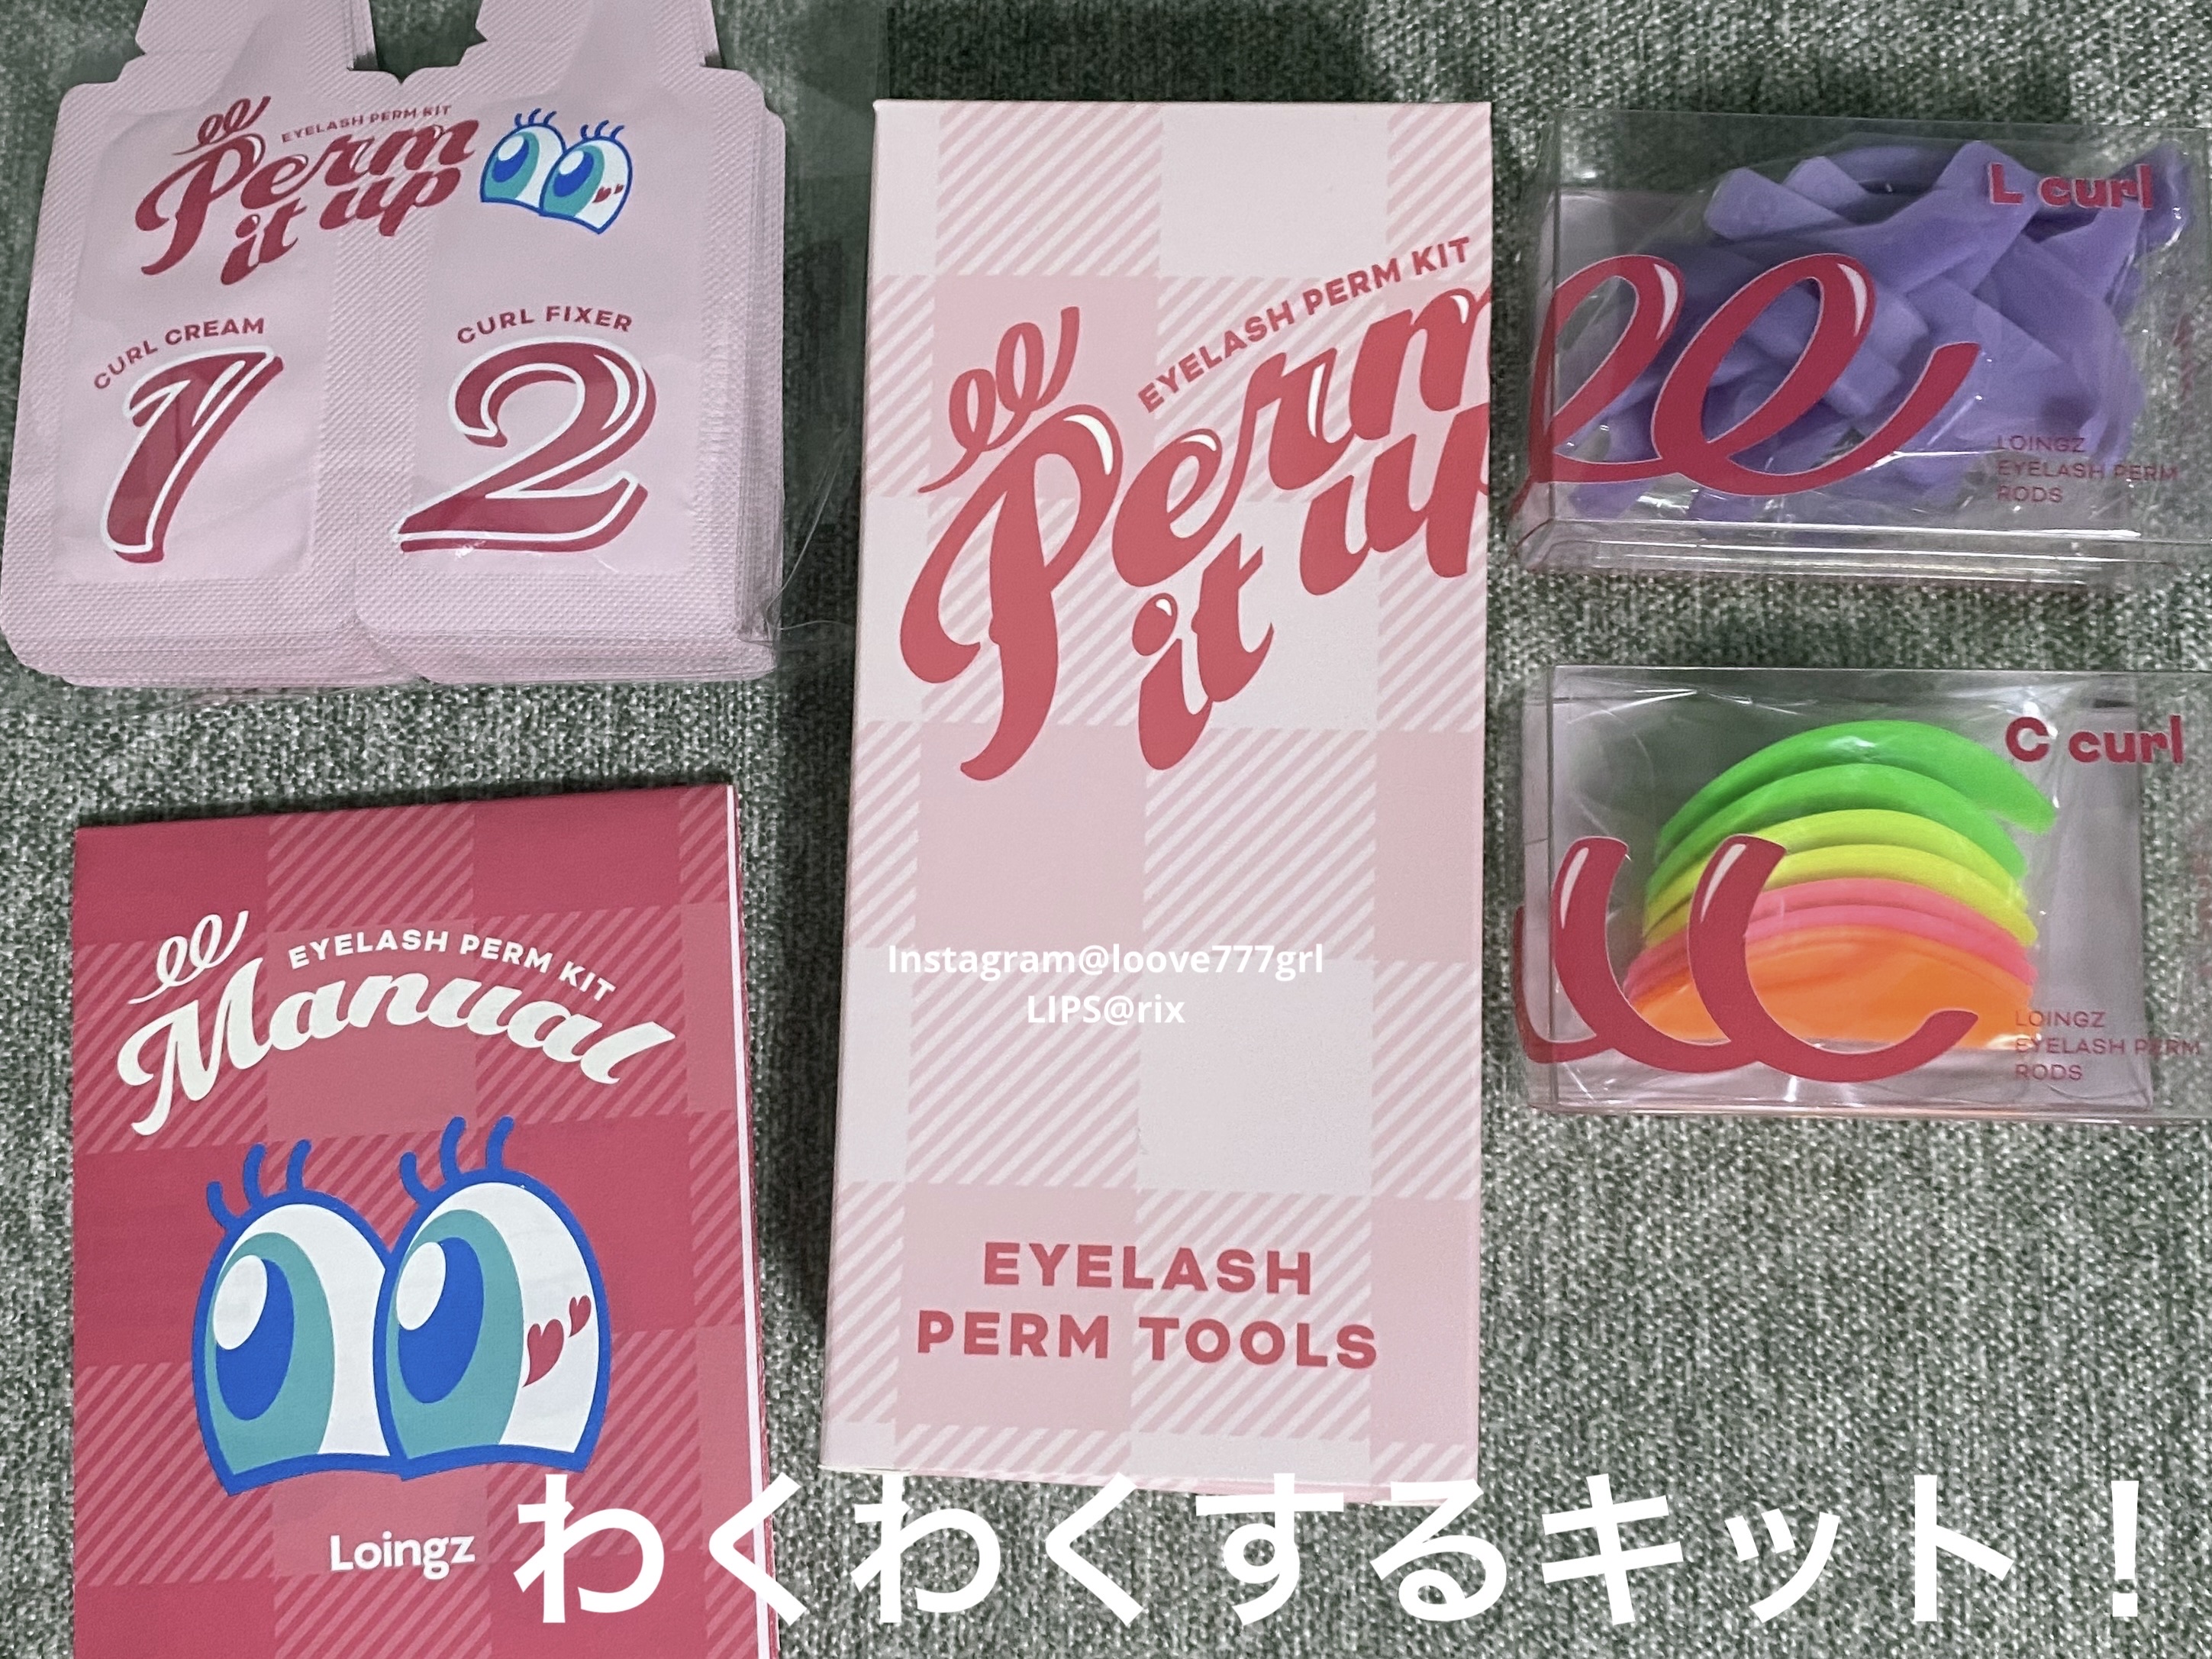 EYELASH PERM KIT
Perm
it up
CURL CREAM
1
CURL FIXER
2
EYELASH PERM KIT
Manual
Loingz
EYELASH PERM KIT
Perm
it up
Instagram@loove777grl
LIPS@rix
EYELASH
PERM TOOLS
L curl
LOINGZ
EYELASH PERM
RODS
C curl
LOINGZ
EYELASH PERM
RODS
わくわくするキット！